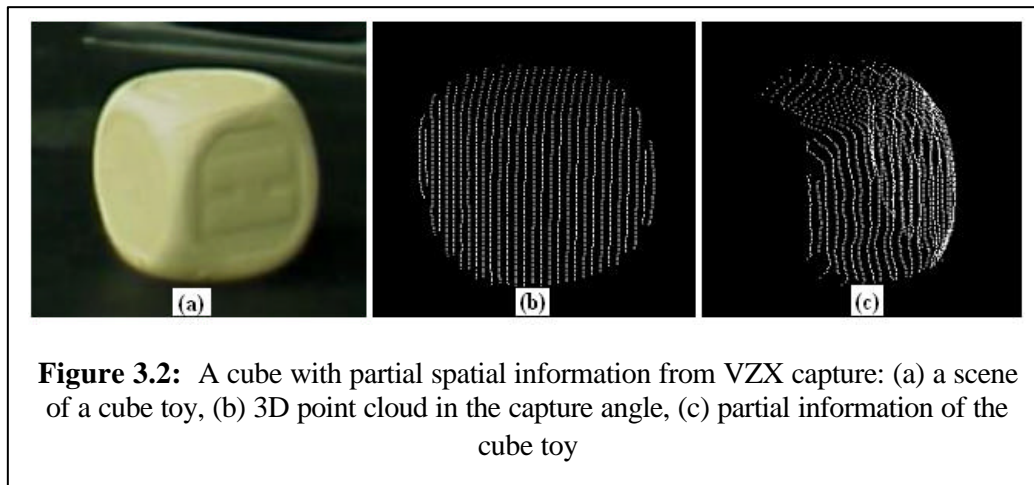 (a)
(b)
(c)
Figure 3.2: A cube with partial spatial information from VZX capture: (a) a scene
of a cube toy, (b) 3D point cloud in the capture angle, (c) partial information of the
cube toy